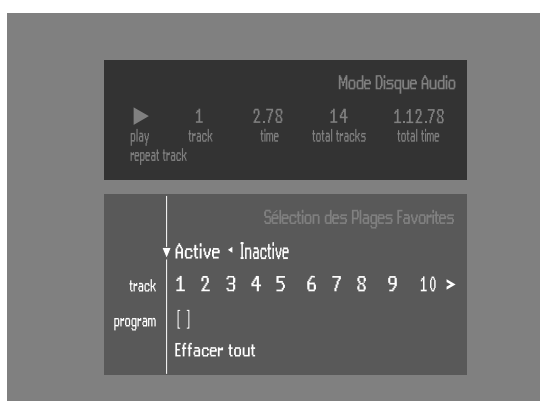 Mode Disque Audio
▶ 1 2.78 14 1.12.78
play track time total tracks total time
repeat track
Sélection des Plages Favorites
Active Inactive
track 1 2 3 4 5 6 7 8 9 10 >
program [ ]
Effacer tout